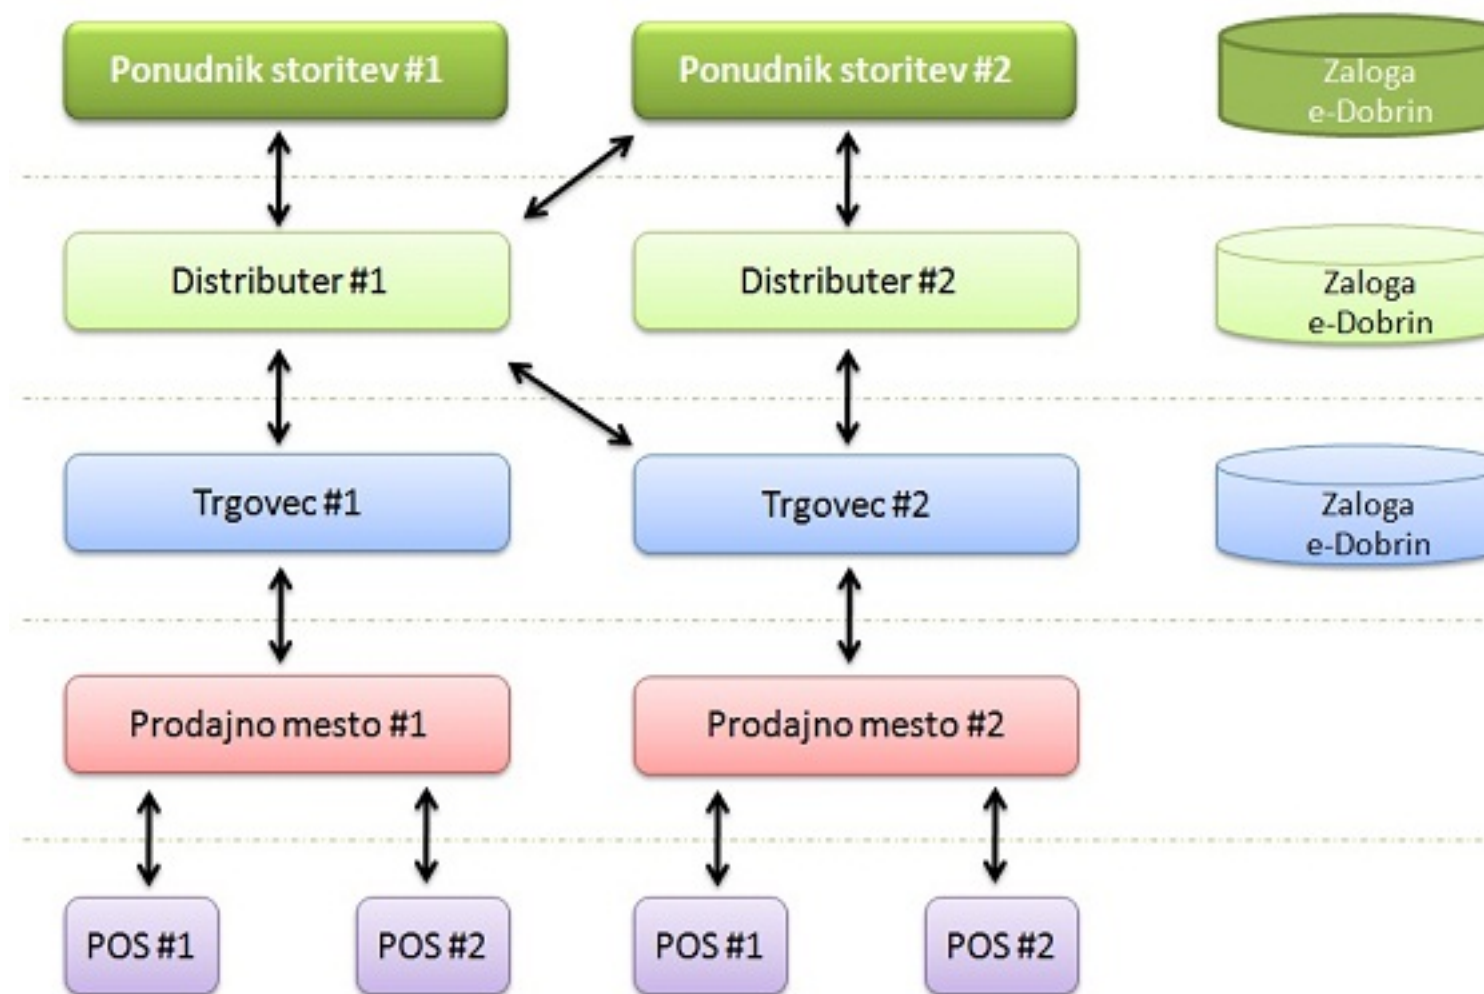 Ponudnik storitev #1
Ponudnik storitev #2
Zaloga
e-Dobrin
Distributer #1
Distributer #2
Zaloga
e-Dobrin
Trgovec #1
Trgovec #2
Zaloga
e-Dobrin
Prodajno mesto #1
Prodajno mesto #2
POS #1
POS #2
POS #1
POS #2